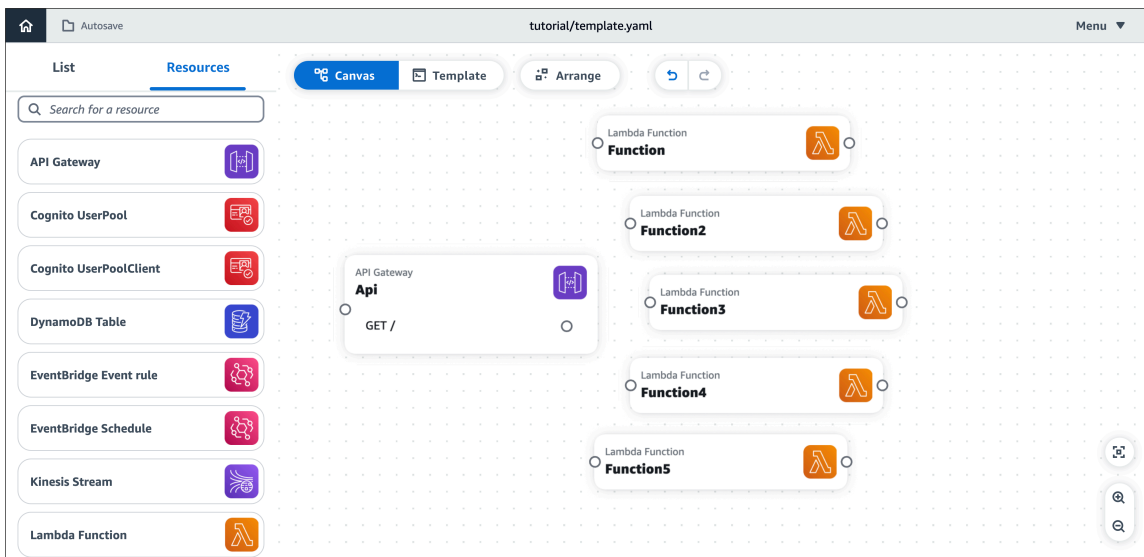 Autosave
tutorial/template.yaml
Menu
List
Resources
Canvas
Template
Arrange
Search for a resource
API Gateway
Cognito UserPool
Cognito UserPoolClient
DynamoDB Table
EventBridge Event rule
EventBridge Schedule
Kinesis Stream
Lambda Function
API Gateway
Api
GET /
Lambda Function
Function
Lambda Function
Function2
Lambda Function
Function3
Lambda Function
Function4
Lambda Function
Function5